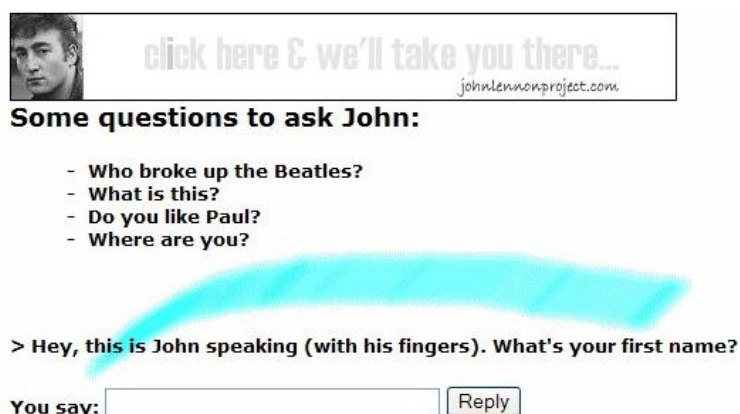 click here & we'll take you there...
johnlennonproject.com
Some questions to ask John:
- Who broke up the Beatles?
- What is this?
- Do you like Paul?
- Where are you?
> Hey, this is John speaking (with his fingers). What's your first name?
You say:
Reply